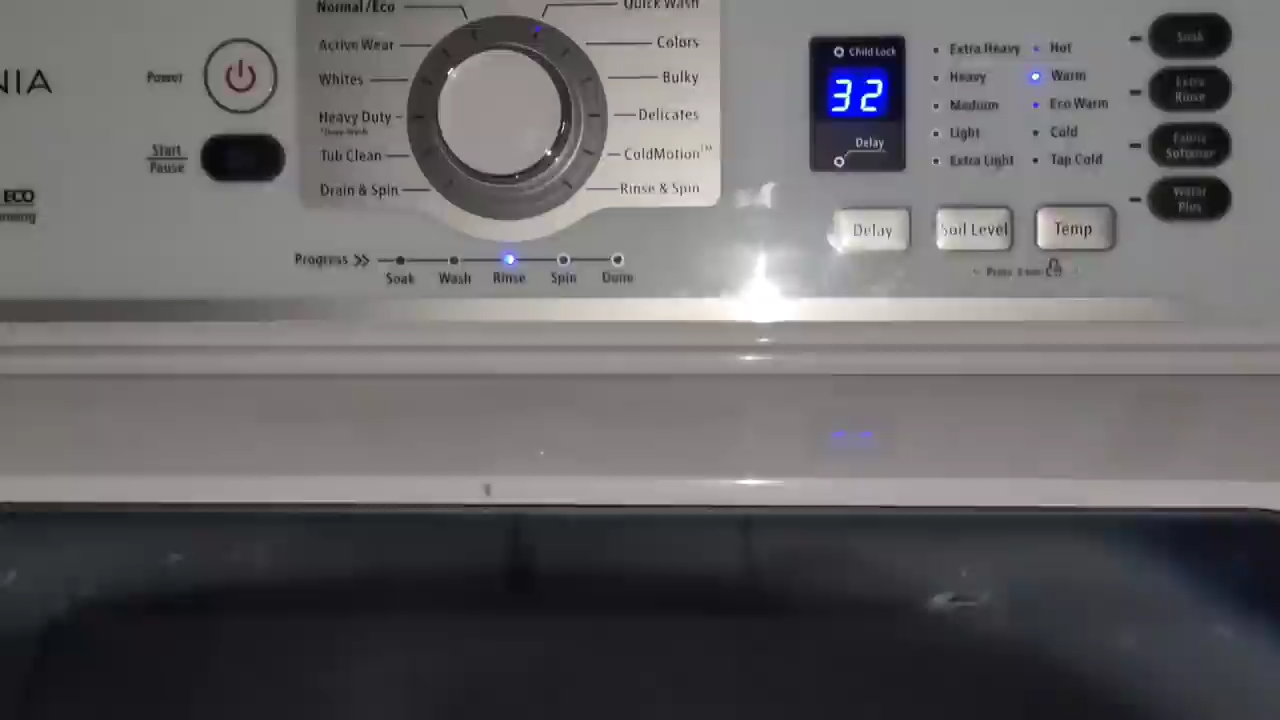 NIA
ECO
Power
Start
Pause
Normal/Eco
Active Wear
Whites
Heavy Duty
Tub Clean
Drain & Spin
Quick Wash
Colors
Bulky
Delicates
ColdMotion™
Rinse & Spin
Progress >>
Soak
Wash
Rinse
Spin
Done
Child Lock
32
Delay
Extra Heavy
Heavy
Medium
Light
Extra Light
Hot
Warm
Eco Warm
Cold
Tap Cold
Delay
Soil Level
Temp
Soak
Extra
Rinse
Fabric
Softener
Water
Plus